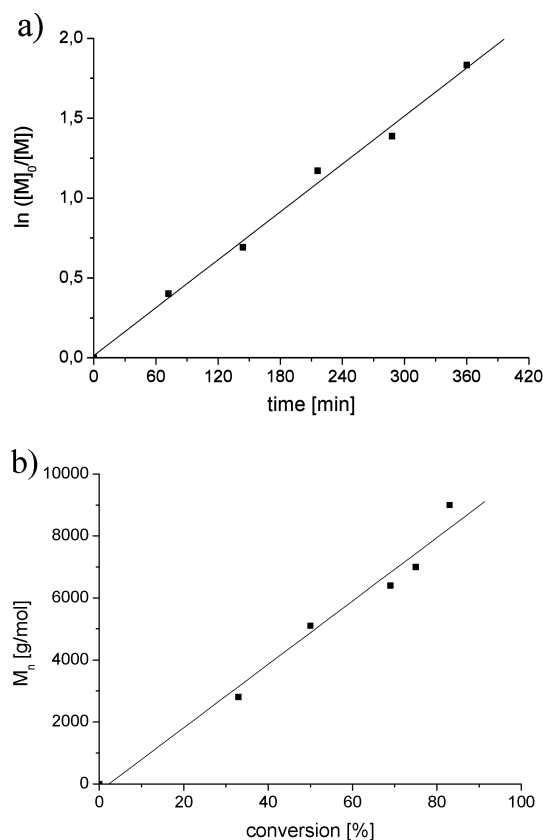 a)
2,0
1,5
1,0
0,5
0,0
ln ([M]0/[M])
0 60 120 180 240 300 360 420
time [min]
b)
10000
8000
6000
4000
2000
0
Mn [g/mol]
0 20 40 60 80 100
conversion [%]